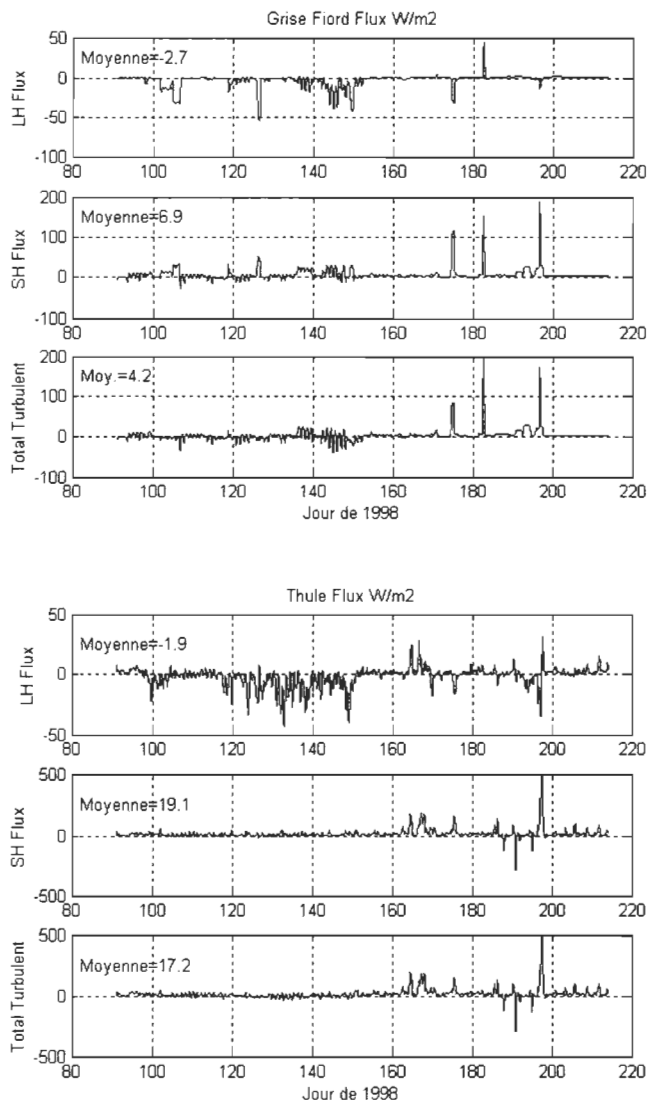 Grise Fiord Flux W/m2
50
Moyenne=-2.7
0
LH Flux
-50
-100
80 100 120 140 160 180 200 220
200
Moyenne=6.9
100
SH Flux
0
-100
80 100 120 140 160 180 200 220
200
Moy.=4.2
100
Total Turbulent
0
-100
80 100 120 140 160 180 200 220
Jour de 1998
Thule Flux W/m2
50
Moyenne=-1.9
0
LH Flux
-50
80 100 120 140 160 180 200 220
500
Moyenne=19.1
0
SH Flux
-500
80 100 120 140 160 180 200 220
500
Moyenne=17.2
0
Total Turbulent
-500
80 100 120 140 160 180 200 220
Jour de 1998